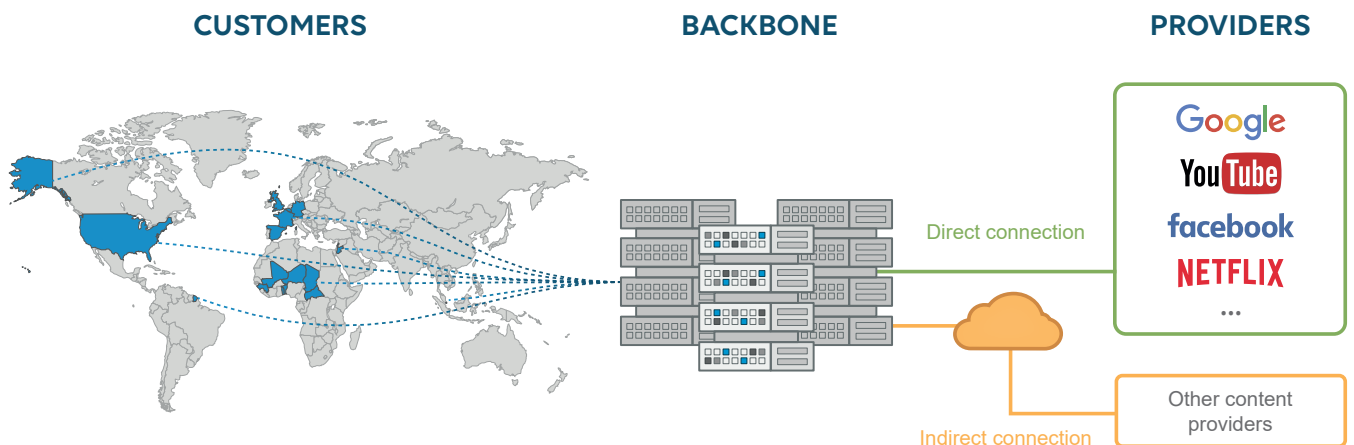 CUSTOMERS
BACKBONE
PROVIDERS
Google
YouTube
facebook
NETFLIX
...
Direct connection
Other content
providers
Indirect connection